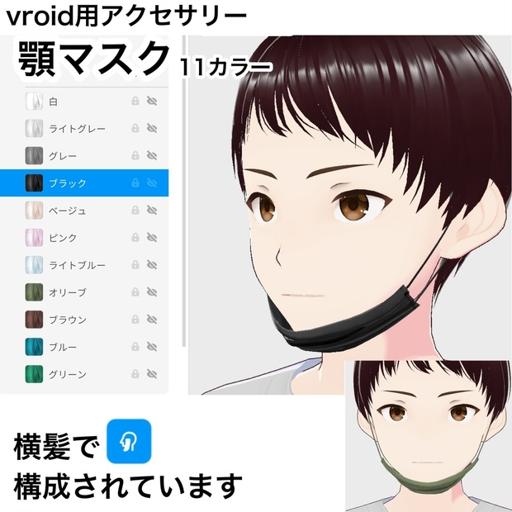 vroid用アクセサリー
顎マスク 11カラー
白
ライトグレー
グレー
ブラック
ベージュ
ピンク
ライトブルー
オリーブ
ブラウン
ブルー
グリーン
横髪で
構成されています